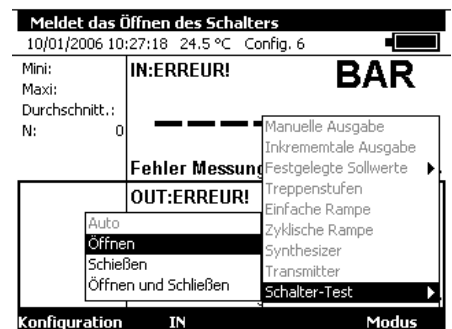 Meldet das Öffnen des Schalters
10/01/2006 10:27:18 24.5 °C Config. 6
Mini:
Maxi:
Durchschnitt.:
N: 0
IN:ERREUR!
BAR
Fehler Messung
OUT:ERREUR!
Manuelle Ausgabe
Inkrementale Ausgabe
Festgelegte Sollwerte
Treppenstufen
Einfache Rampe
Zyklische Rampe
Synthesizer
Transmitter
Schalter-Test
Auto
Öffnen
Schießen
Öffnen und Schließen
Konfiguration IN Modus